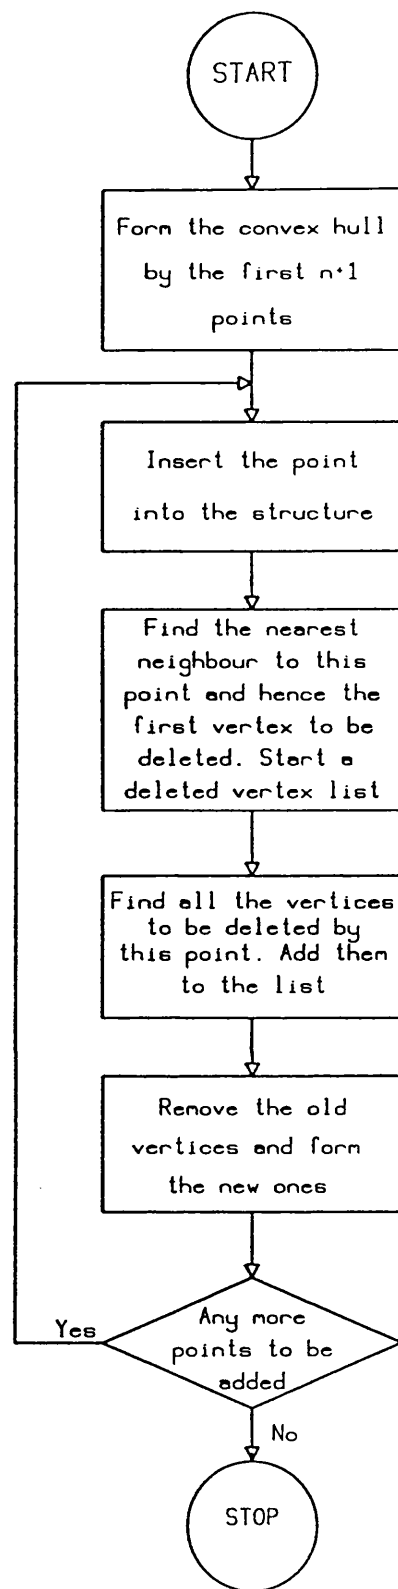 START
Form the convex hull
by the first n+1
points
Insert the point
into the structure
Find the nearest
neighbour to this
point and hence the
first vertex to be
deleted. Start a
deleted vertex list
Find all the vertices
to be deleted by
this point. Add them
to the list
Remove the old
vertices and form
the new ones
Any more
points to be
added
Yes
No
STOP